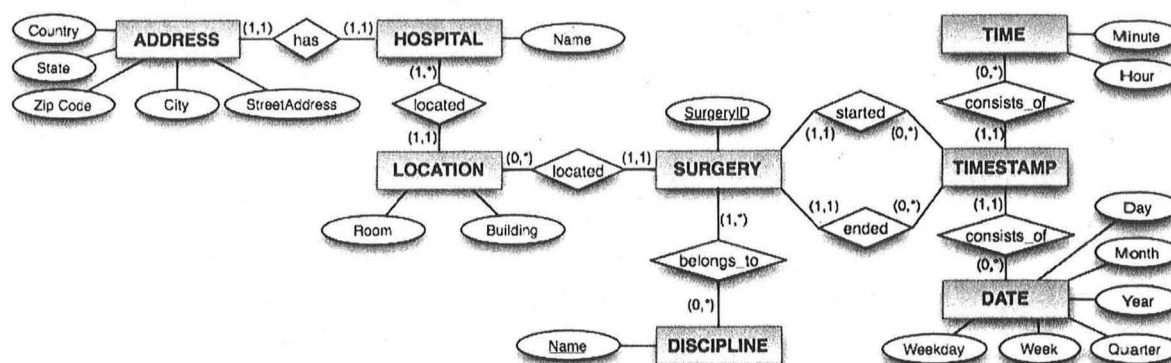 Country
ADDRESS
(1,1)
has
(1,1)
HOSPITAL
Name
State
Zip Code
City
StreetAddress
(1,*)
located
(1,1)
LOCATION
(0,*)
located
(1,1)
Room
Building
SurgeryID
SURGERY
(1,1)
started
(0,*)
(1,1)
ended
(0,*)
(1,*)
belongs_to
(0,*)
Name
DISCIPLINE
TIME
Minute
Hour
(0,*)
consists_of
(1,1)
TIMESTAMP
(1,1)
consists_of
(0,*)
DATE
Day
Month
Year
Weekday
Week
Quarter